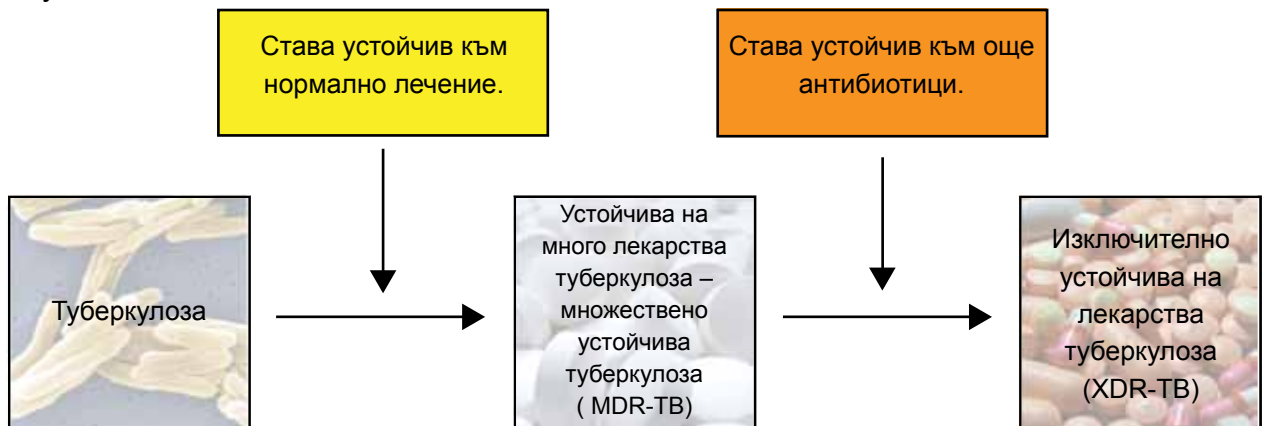 Става устойчив към
нормално лечение.
Става устойчив към още
антибиотици.
Туберкулоза
Устойчива на
много лекарства
туберкулоза –
множествено
устойчива
туберкулоза
( MDR-TB)
Изключително
устойчива на
лекарства
туберкулоза
(XDR-TB)